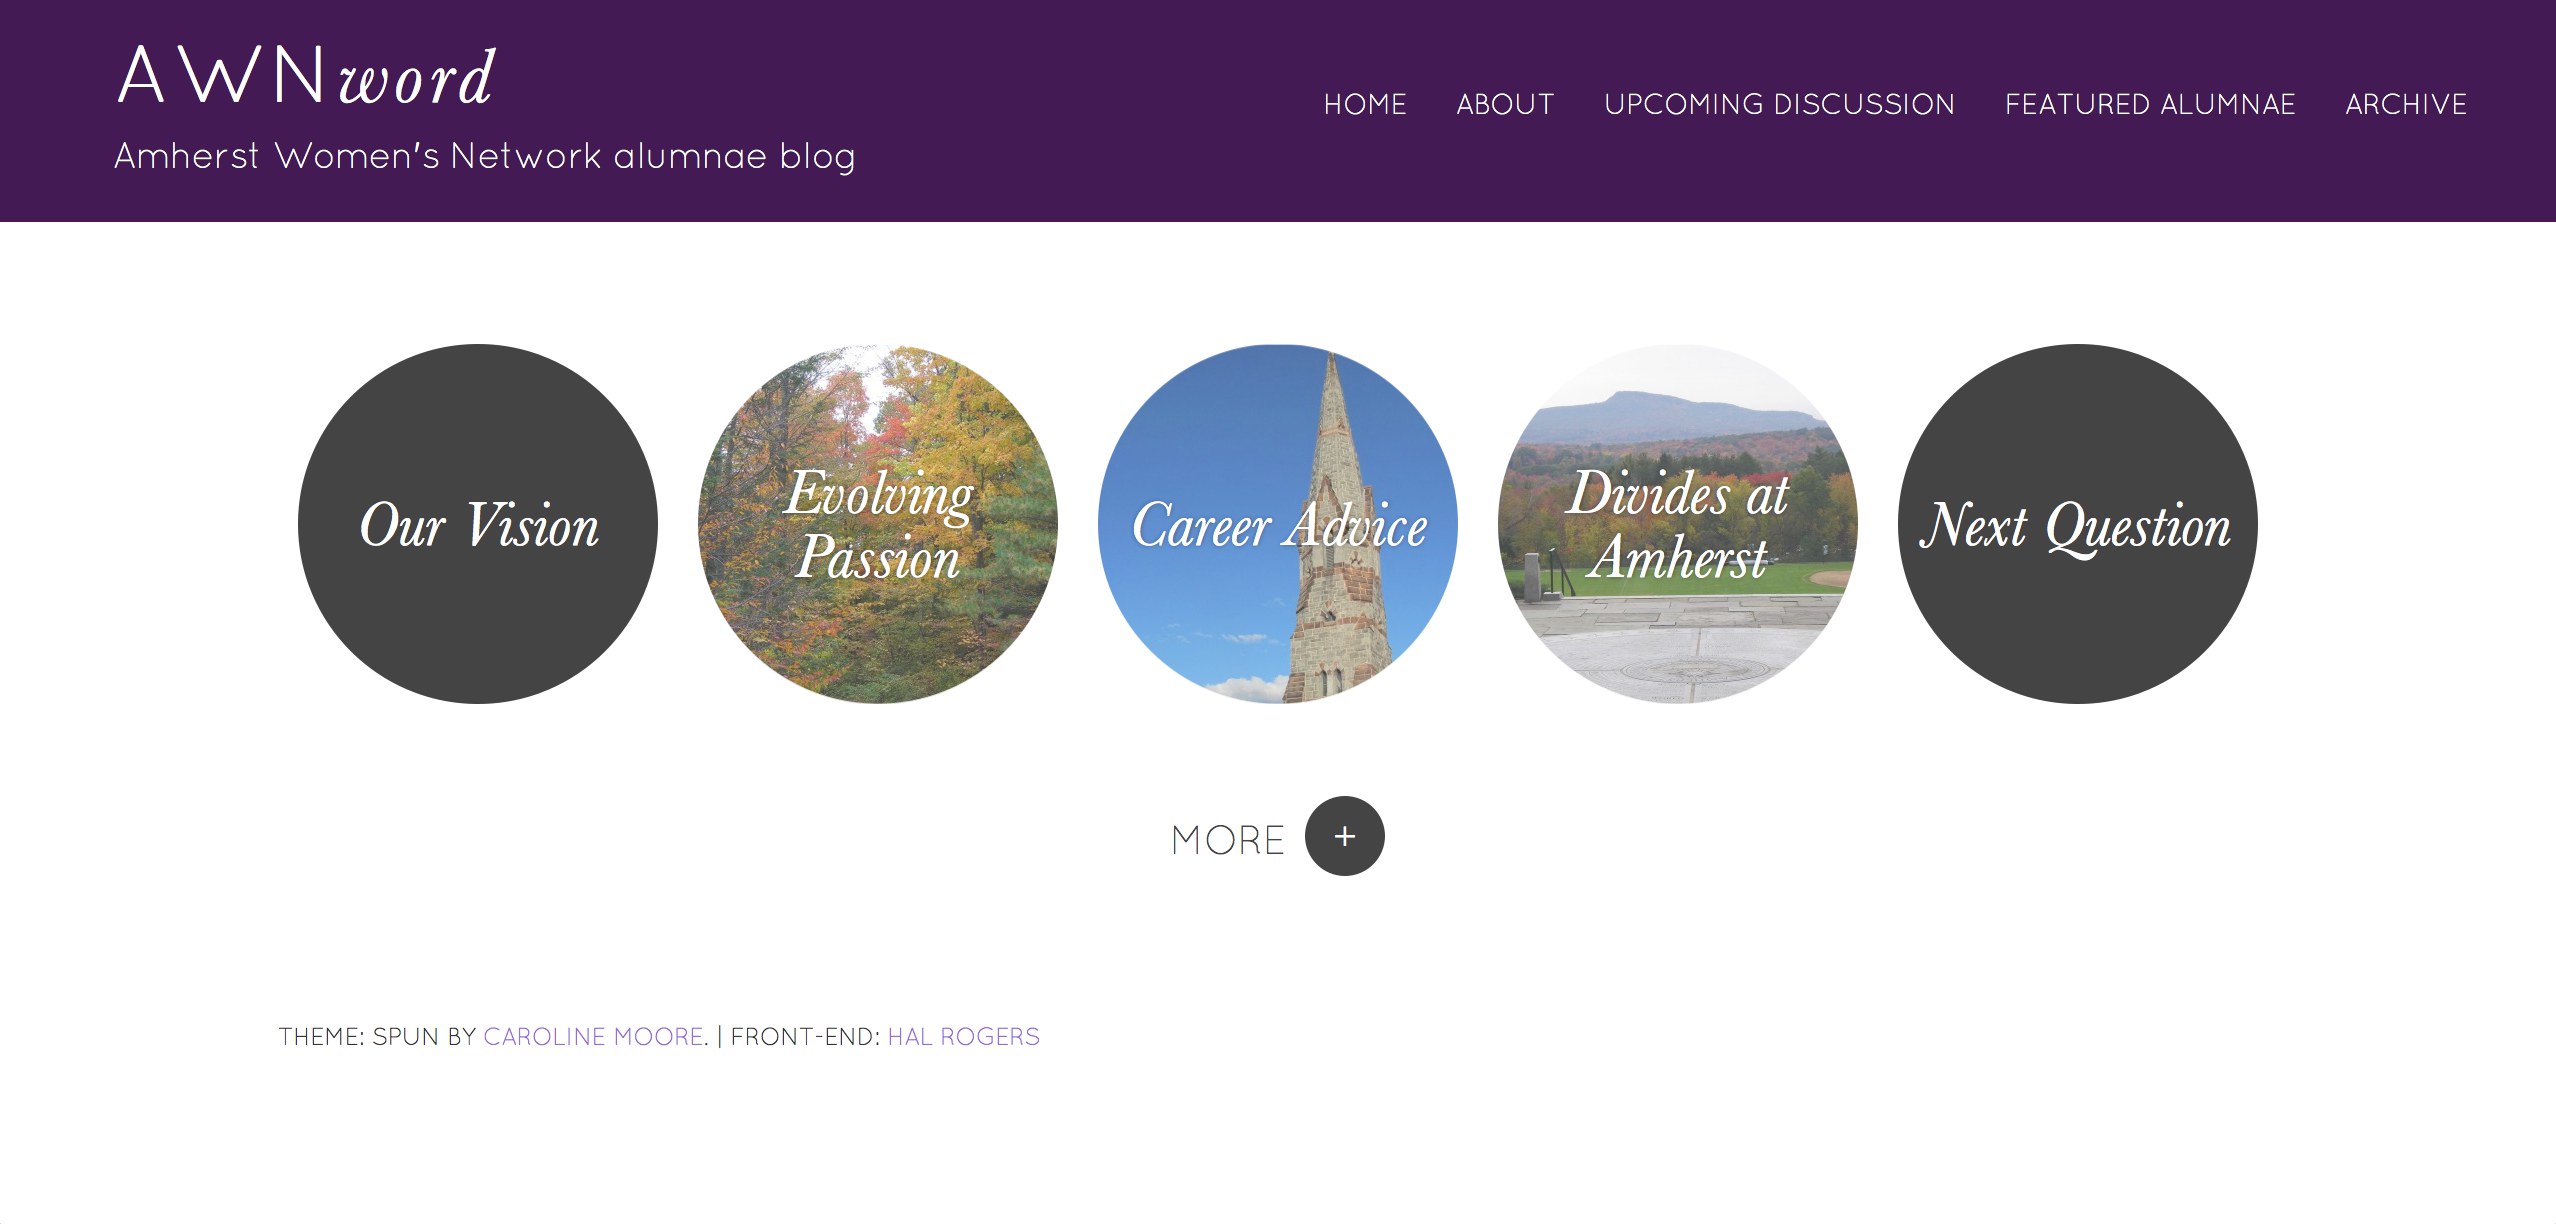 AWNword
Amherst Women's Network alumnae blog
HOME ABOUT UPCOMING DISCUSSION FEATURED ALUMNAE ARCHIVE
Our Vision
Evolving
Passion
Career Advice
Divides at
Amherst
Next Question
MORE +
THEME: SPUN BY CAROLINE MOORE. | FRONT-END: HAL ROGERS